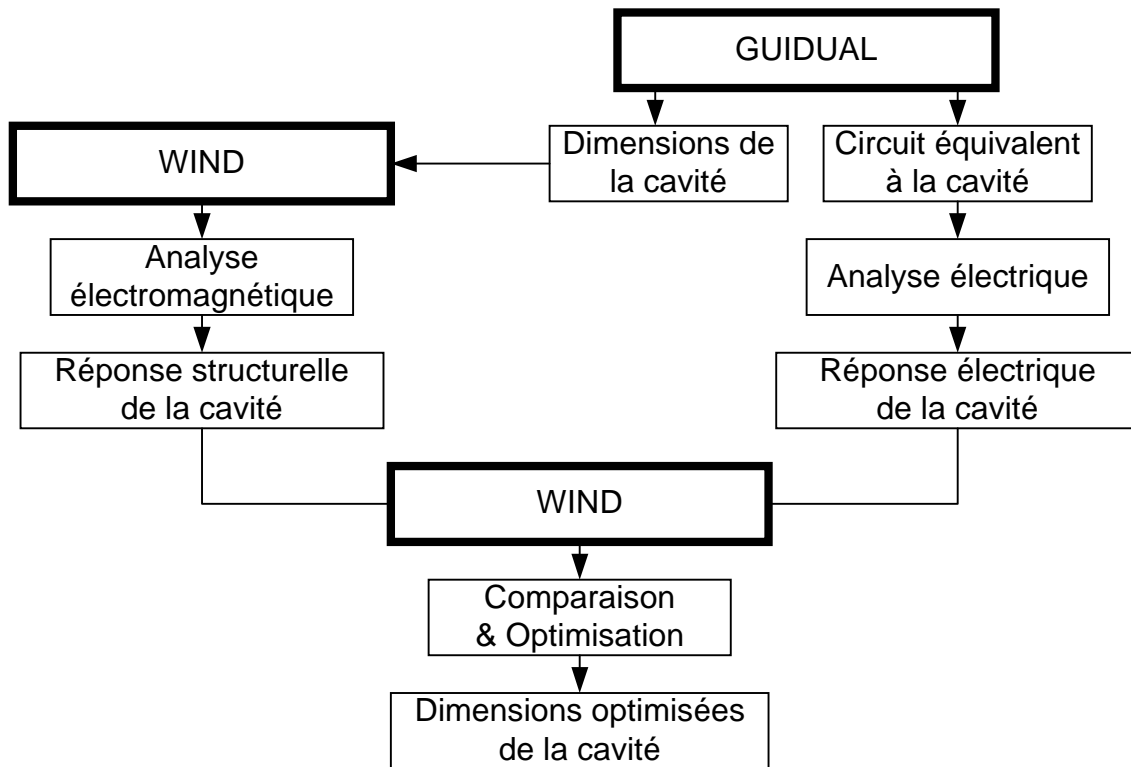 GUIDUAL
WIND
Dimensions de
la cavité
Circuit équivalent
à la cavité
Analyse
électromagnétique
Analyse électrique
Réponse structurelle
de la cavité
Réponse électrique
de la cavité
WIND
Comparaison
& Optimisation
Dimensions optimisées
de la cavité